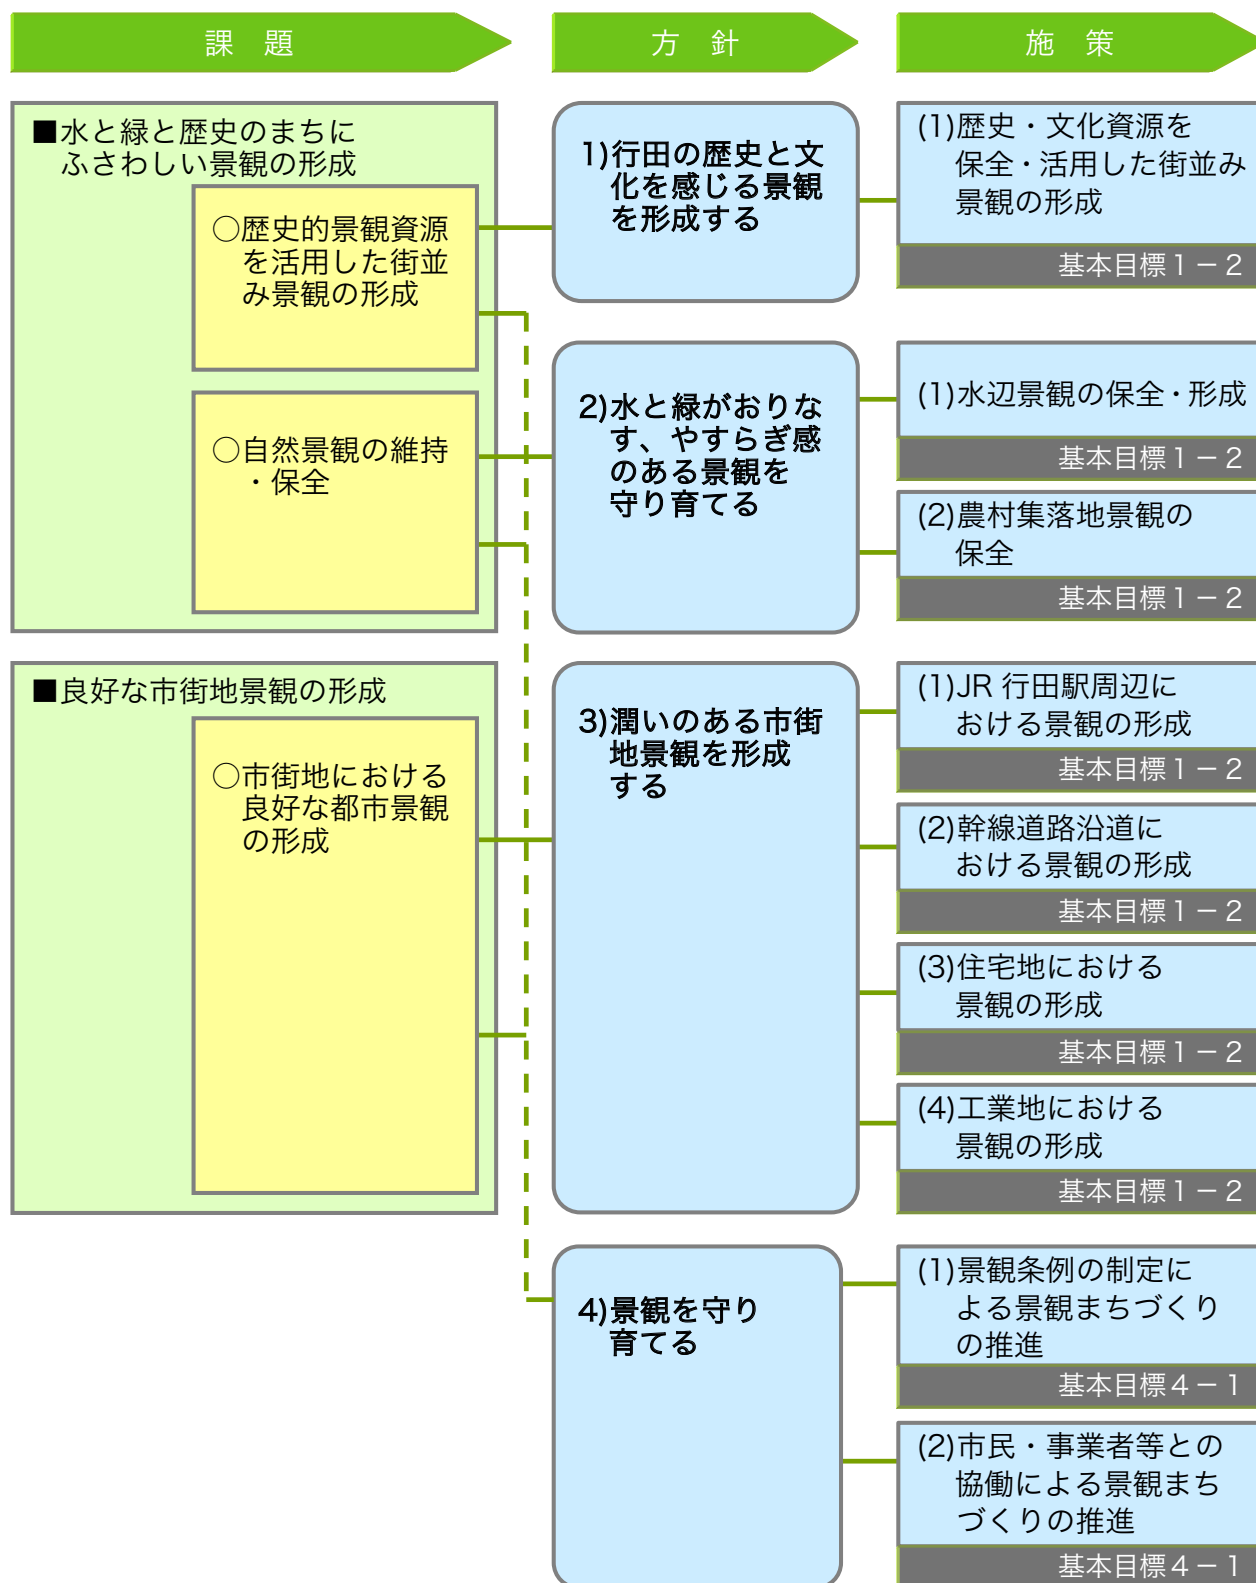 課 題
方 針
施 策
■水と緑と歴史のまちに
ふさわしい景観の形成
○歴史的景観資源
を活用した街並
み景観の形成
○自然景観の維持
・保全
■良好な市街地景観の形成
○市街地における
良好な都市景観
の形成
1)行田の歴史と文
化を感じる景観
を形成する
2)水と緑がおりな
す、やすらぎ感
のある景観を
守り育てる
3)潤いのある市街
地景観を形成
する
4)景観を守り
育てる
(1)歴史・文化資源を
保全・活用した街並み
景観の形成
基本目標1－2
(1)水辺景観の保全・形成
基本目標1－2
(2)農村集落地景観の
保全
基本目標1－2
(1)JR 行田駅周辺に
おける景観の形成
基本目標1－2
(2)幹線道路沿道に
おける景観の形成
基本目標1－2
(3)住宅地における
景観の形成
基本目標1－2
(4)工業地における
景観の形成
基本目標1－2
(1)景観条例の制定に
よる景観まちづくり
の推進
基本目標4－1
(2)市民・事業者等との
協働による景観まち
づくりの推進
基本目標4－1